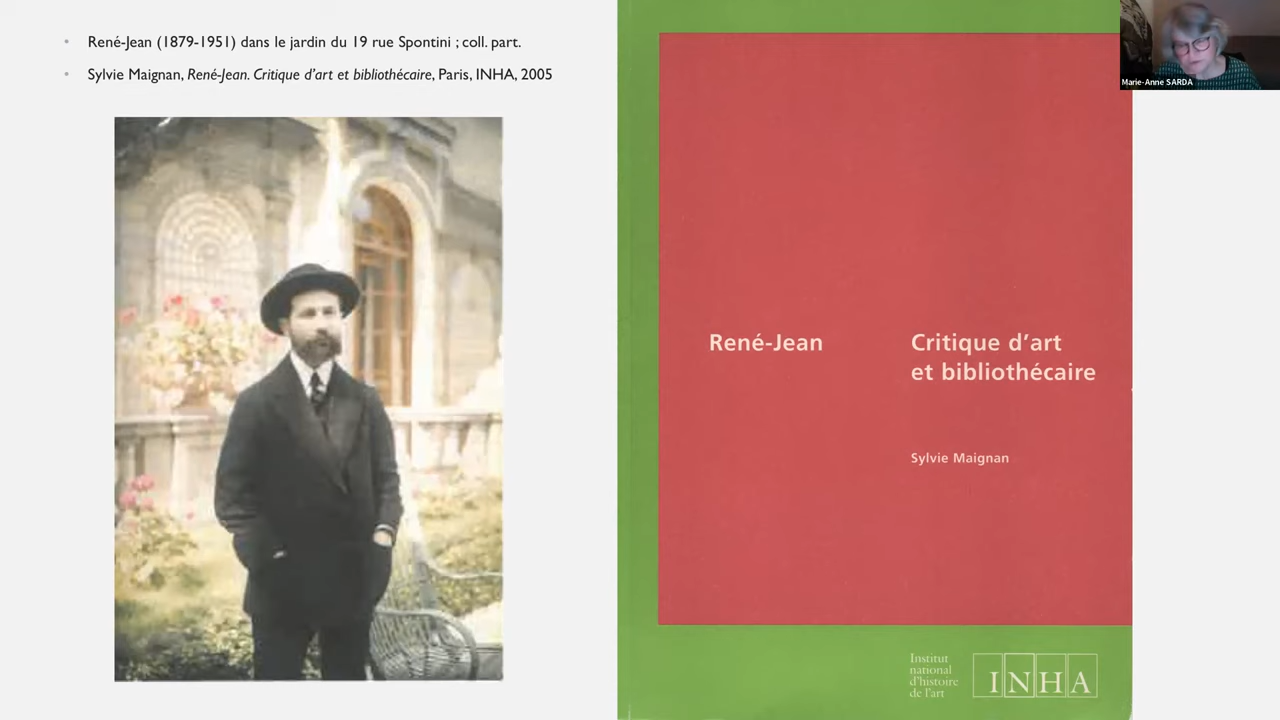 René-Jean (1879-1951) dans le jardin du 19 rue Spontini ; coll. part.
Sylvie Maignan, René-Jean. Critique d’art et bibliothécaire, Paris, INHA, 2005
Marie-Anne SARDA
René-Jean
Critique d’art
et bibliothécaire
Sylvie Maignan
Institut
national
d’histoire
de l’art
INHA